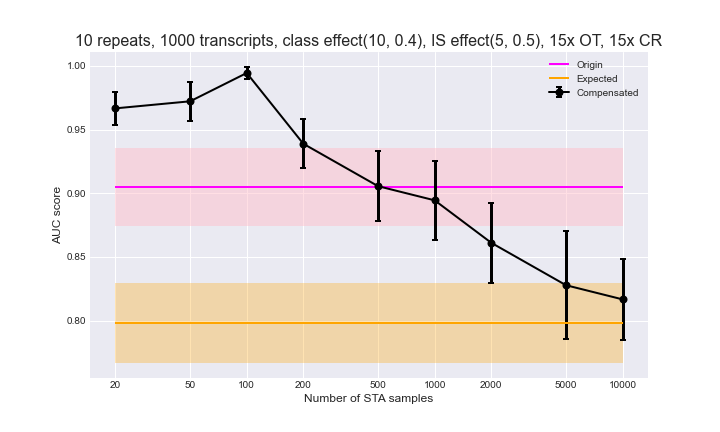 10 repeats, 1000 transcripts, class effect(10, 0.4), IS effect(5, 0.5), 15x OT, 15x CR
Origin
Expected
Compensated
AUC score
1.00
0.95
0.90
0.85
0.80
20 50 100 200 500 1000 2000 5000 10000
Number of STA samples